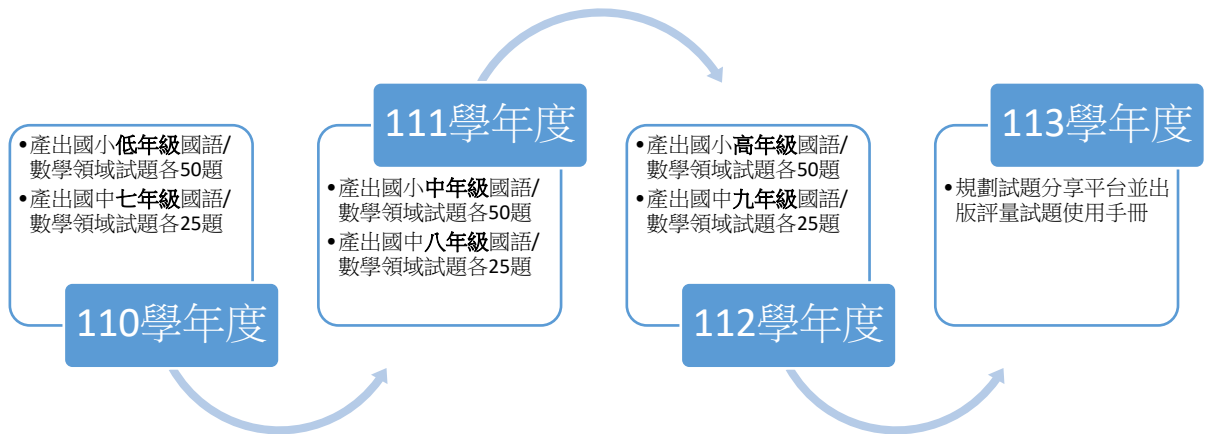 •產出國小低年級國語/
數學領域試題各50題
•產出國中七年級國語/
數學領域試題各25題
110學年度
111學年度
•產出國小中年級國語/
數學領域試題各50題
•產出國中八年級國語/
數學領域試題各25題
•產出國小高年級國語/
數學領域試題各50題
•產出國中九年級國語/
數學領域試題各25題
112學年度
113學年度
•規劃試題分享平台並出
版評量試題使用手冊